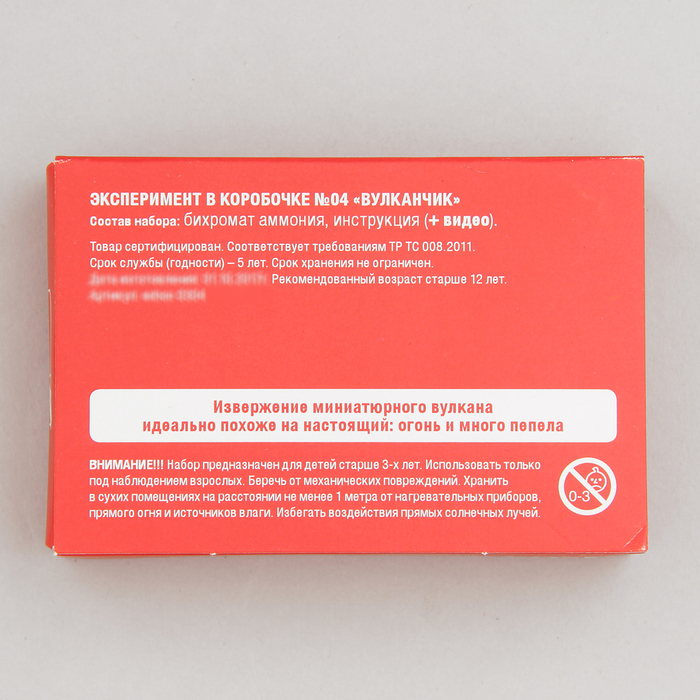 ЭКСПЕРИМЕНТ В КОРОБОЧКЕ №04 «ВУЛКАНЧИК»
Состав набора: бихромат аммония, инструкция (+ видео).
Товар сертифицирован. Соответствует требованиям ТР ТС 008.2011.
Срок службы (годности) – 5 лет. Срок хранения не ограничен.
Рекомендованный возраст старше 12 лет.
Извержение миниатюрного вулкана
идеально похоже на настоящий: огонь и много пепела
ВНИМАНИЕ!!! Набор предназначен для детей старше 3-х лет. Использовать только
под наблюдением взрослых. Беречь от механических повреждений. Хранить
в сухих помещениях на расстоянии не менее 1 метра от нагревательных приборов,
прямого огня и источников влаги. Избегать воздействия прямых солнечных лучей.
0-3